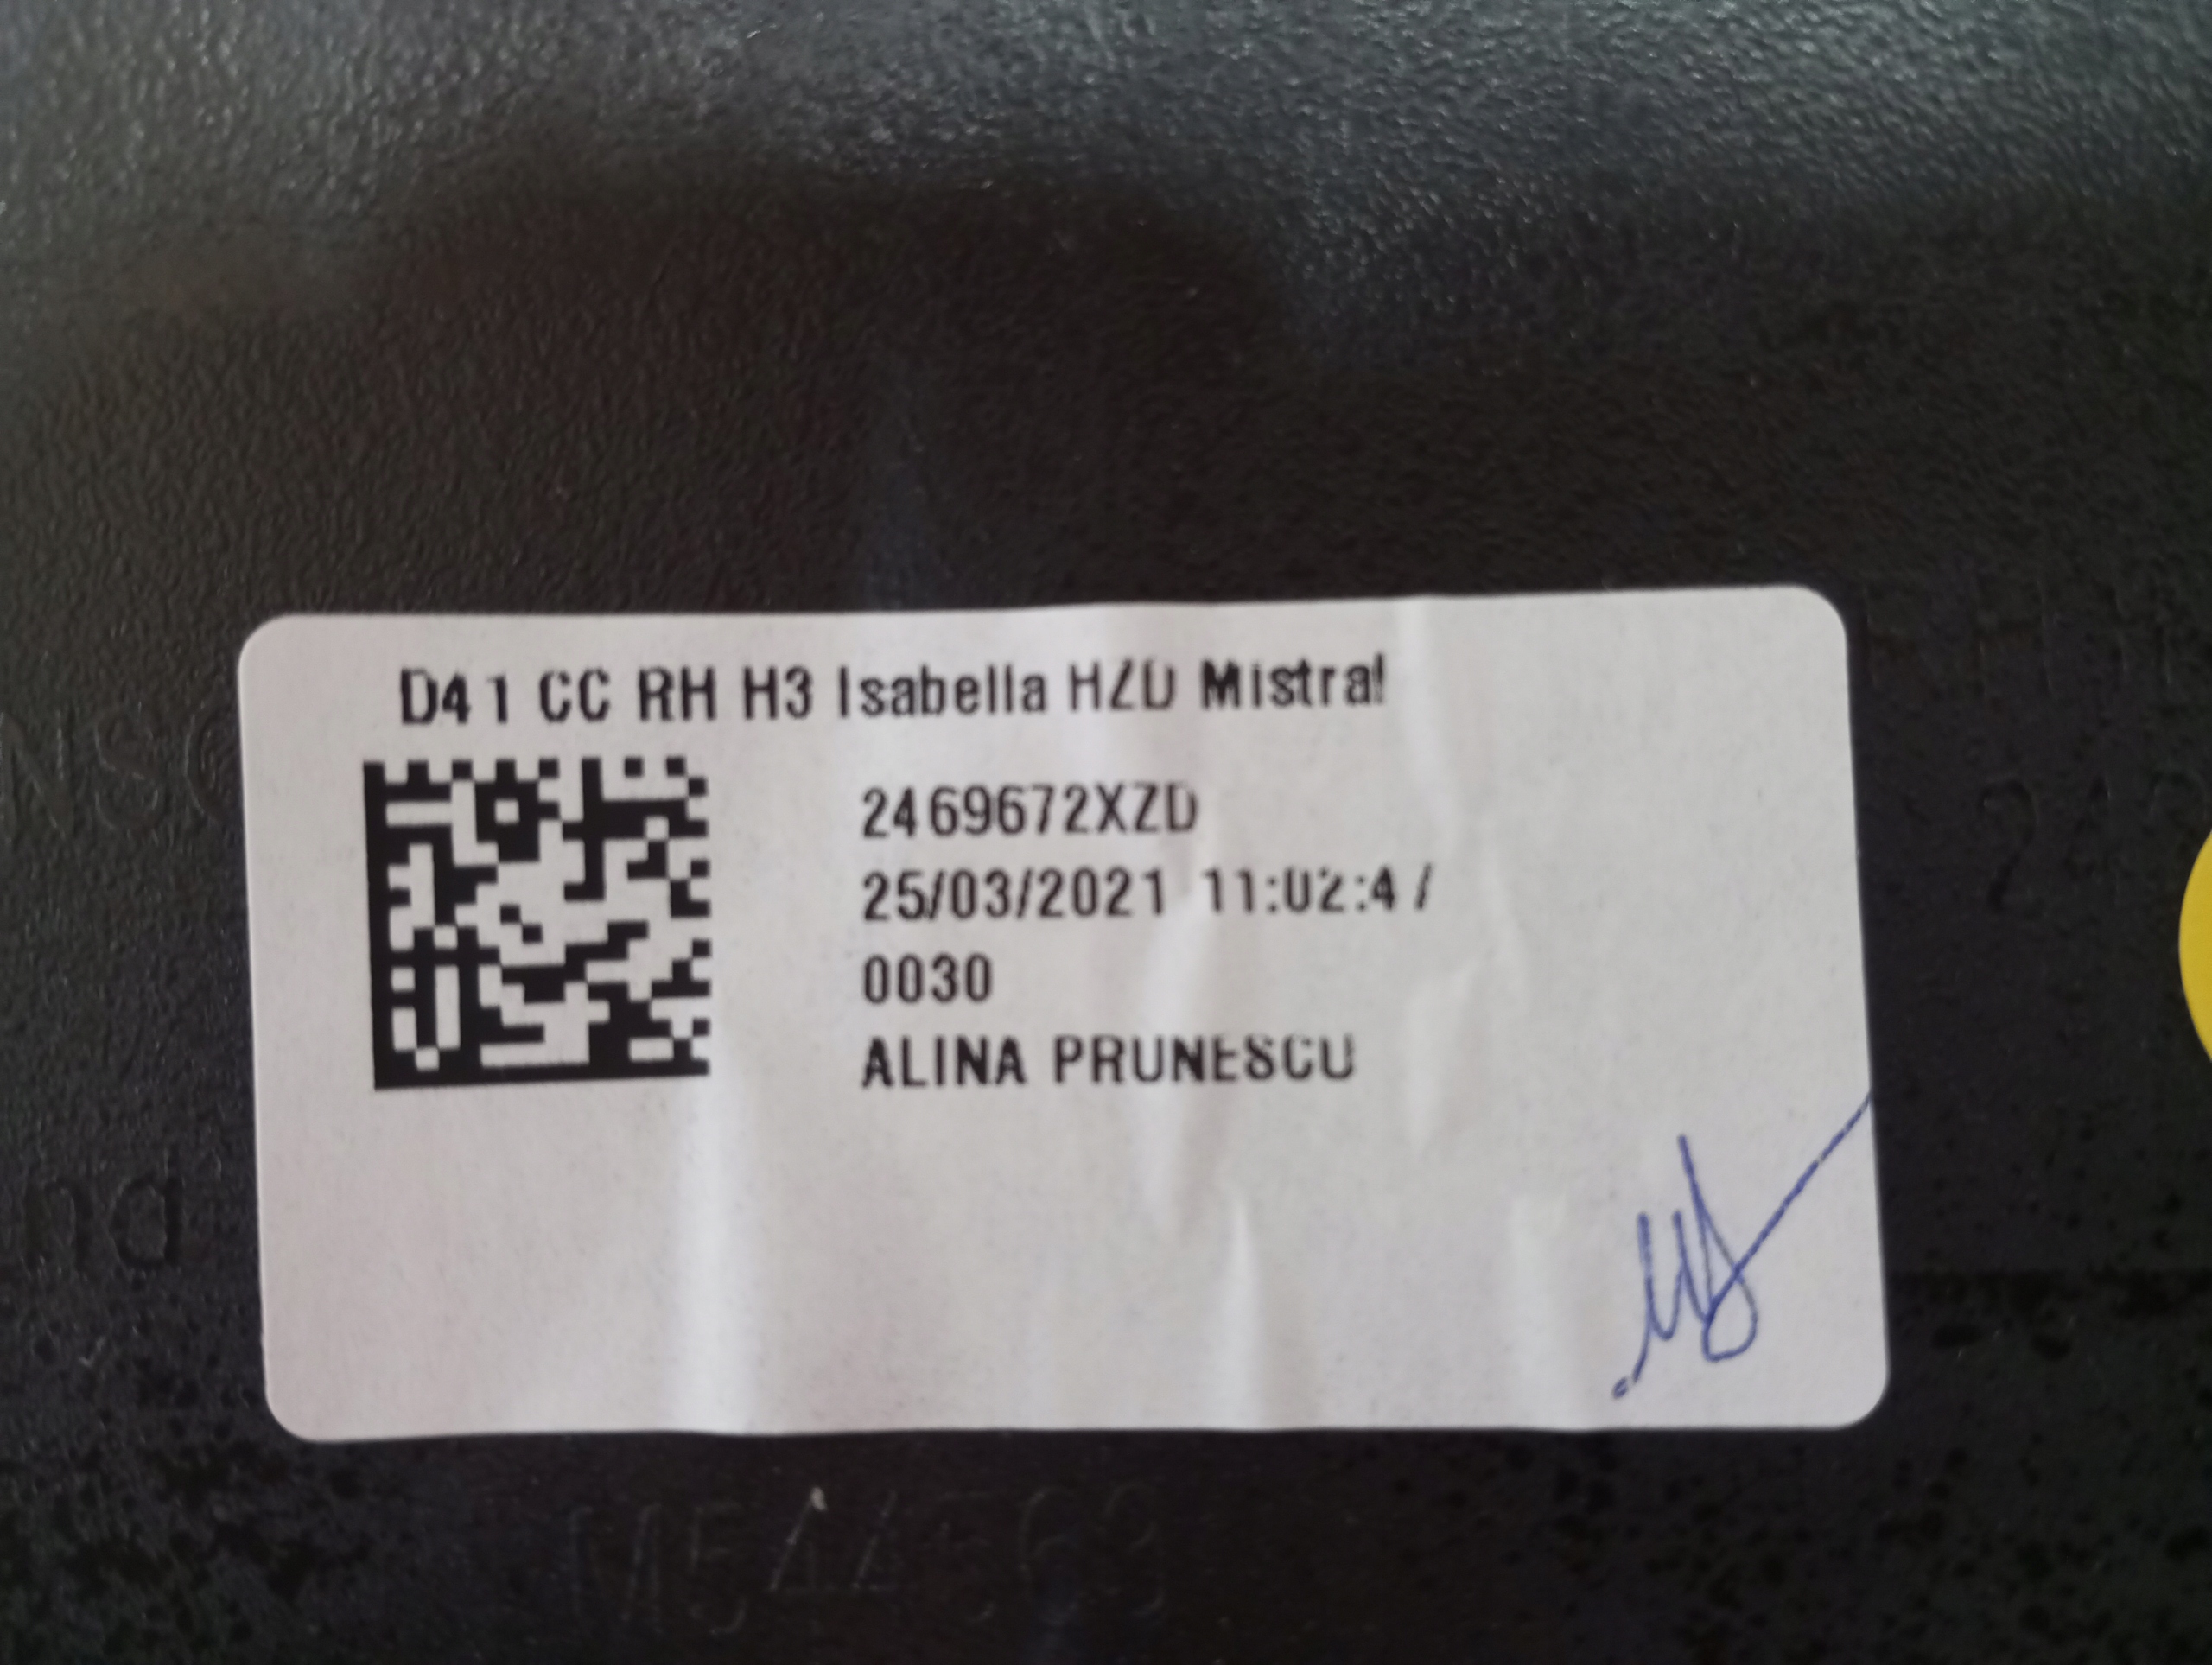 D41 CC RH H3 Isabella HZD Mistral
2469672XZD
25/03/2021 11:02:47
0030
ALINA PRUNESCU